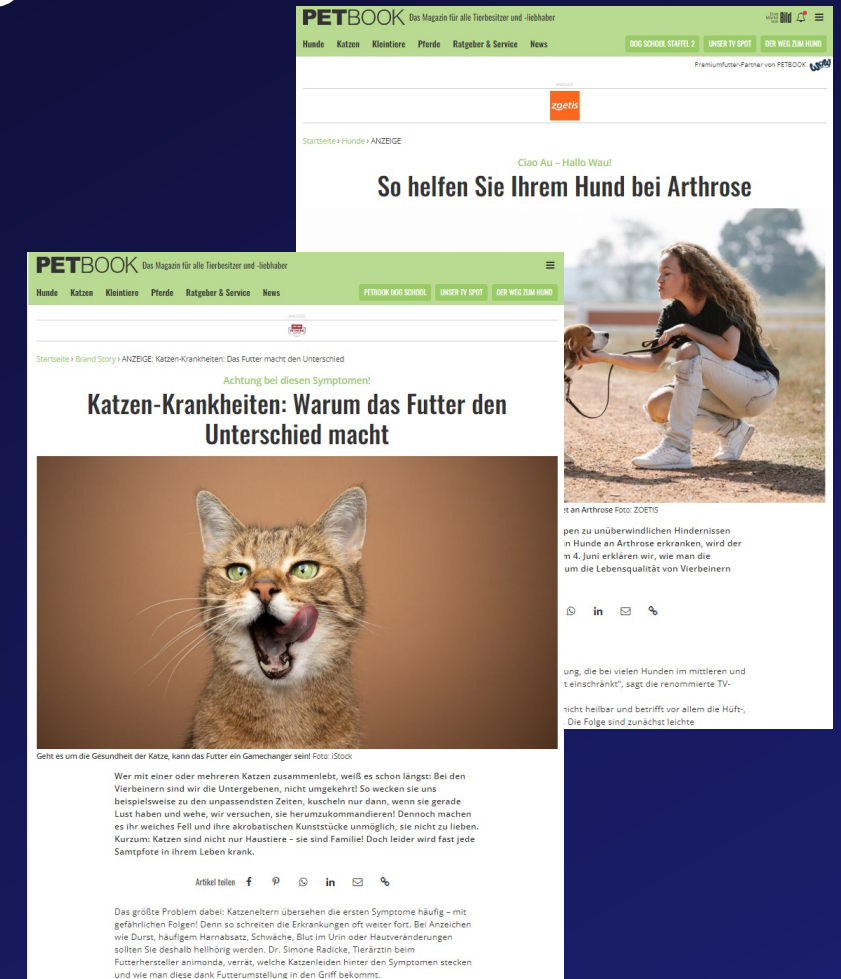 PETBOOK Das Magazin für alle Tierbesitzer und -liebhaber
Bild
Hunde Katzen Kleintiere Pferde Ratgeber & Service News
DOG SCHOOL STAFFEL 2 UNSER TV SPOT DER WEG ZUM HUND
Premiumfutter-Partner von PETBOOK
ANZEIGE
zoetis
Startseite › Hunde › ANZEIGE
Ciao Au – Hallo Wau!
So helfen Sie Ihrem Hund bei Arthrose
et an Arthrose Foto: ZOETIS
pen zu unüberwindlichen Hindernissen
n Hunde an Arthrose erkranken, wird der
m 4. Juni erklären wir, wie man die
um die Lebensqualität von Vierbeinern
ung, die bei vielen Hunden im mittleren und
t einschränkt“, sagt die renommierte TV-
nicht heilbar und betrifft vor allem die Hüft-,
Die Folge sind zunächst leichte
PETBOOK Das Magazin für alle Tierbesitzer und -liebhaber
Hunde Katzen Kleintiere Pferde Ratgeber & Service News
PETBOOK DOG SCHOOL UNSER TV SPOT DER WEG ZUM HUND
ANZEIGE
Startseite › Brand Story › ANZEIGE: Katzen-Krankheiten: Das Futter macht den Unterschied
Achtung bei diesen Symptomen!
Katzen-Krankheiten: Warum das Futter den
Unterschied macht
Geht es um die Gesundheit der Katze, kann das Futter ein Gamechanger sein! Foto: iStock
Wer mit einer oder mehreren Katzen zusammenlebt, weiß es schon längst: Bei den
Vierbeinern sind wir die Untergebenen, nicht umgekehrt! So wecken sie uns
beispielsweise zu den unpassendsten Zeiten, kuscheln nur dann, wenn sie gerade
Lust haben und wehe, wir versuchen, sie herumzukommandieren! Dennoch machen
es ihr weiches Fell und ihre akrobatischen Kunststücke unmöglich, sie nicht zu lieben.
Kurzum: Katzen sind nicht nur Haustiere – sie sind Familie! Doch leider wird fast jede
Samtpfote in ihrem Leben krank.
Artikel teilen
Das größte Problem dabei: Katzeneltern übersehen die ersten Symptome häufig – mit
gefährlichen Folgen! Denn so schreiten die Erkrankungen oft weiter fort. Bei Anzeichen
wie Durst, häufigem Harnabsatz, Schwäche, Blut im Urin oder Hautveränderungen
sollten Sie deshalb hellhörig werden. Dr. Simone Radicke, Tierärztin beim
Futterhersteller animonda, verrät, welche Katzenleiden hinter den Symptomen stecken
und wie man diese dank Futterumstellung in den Griff bekommt.